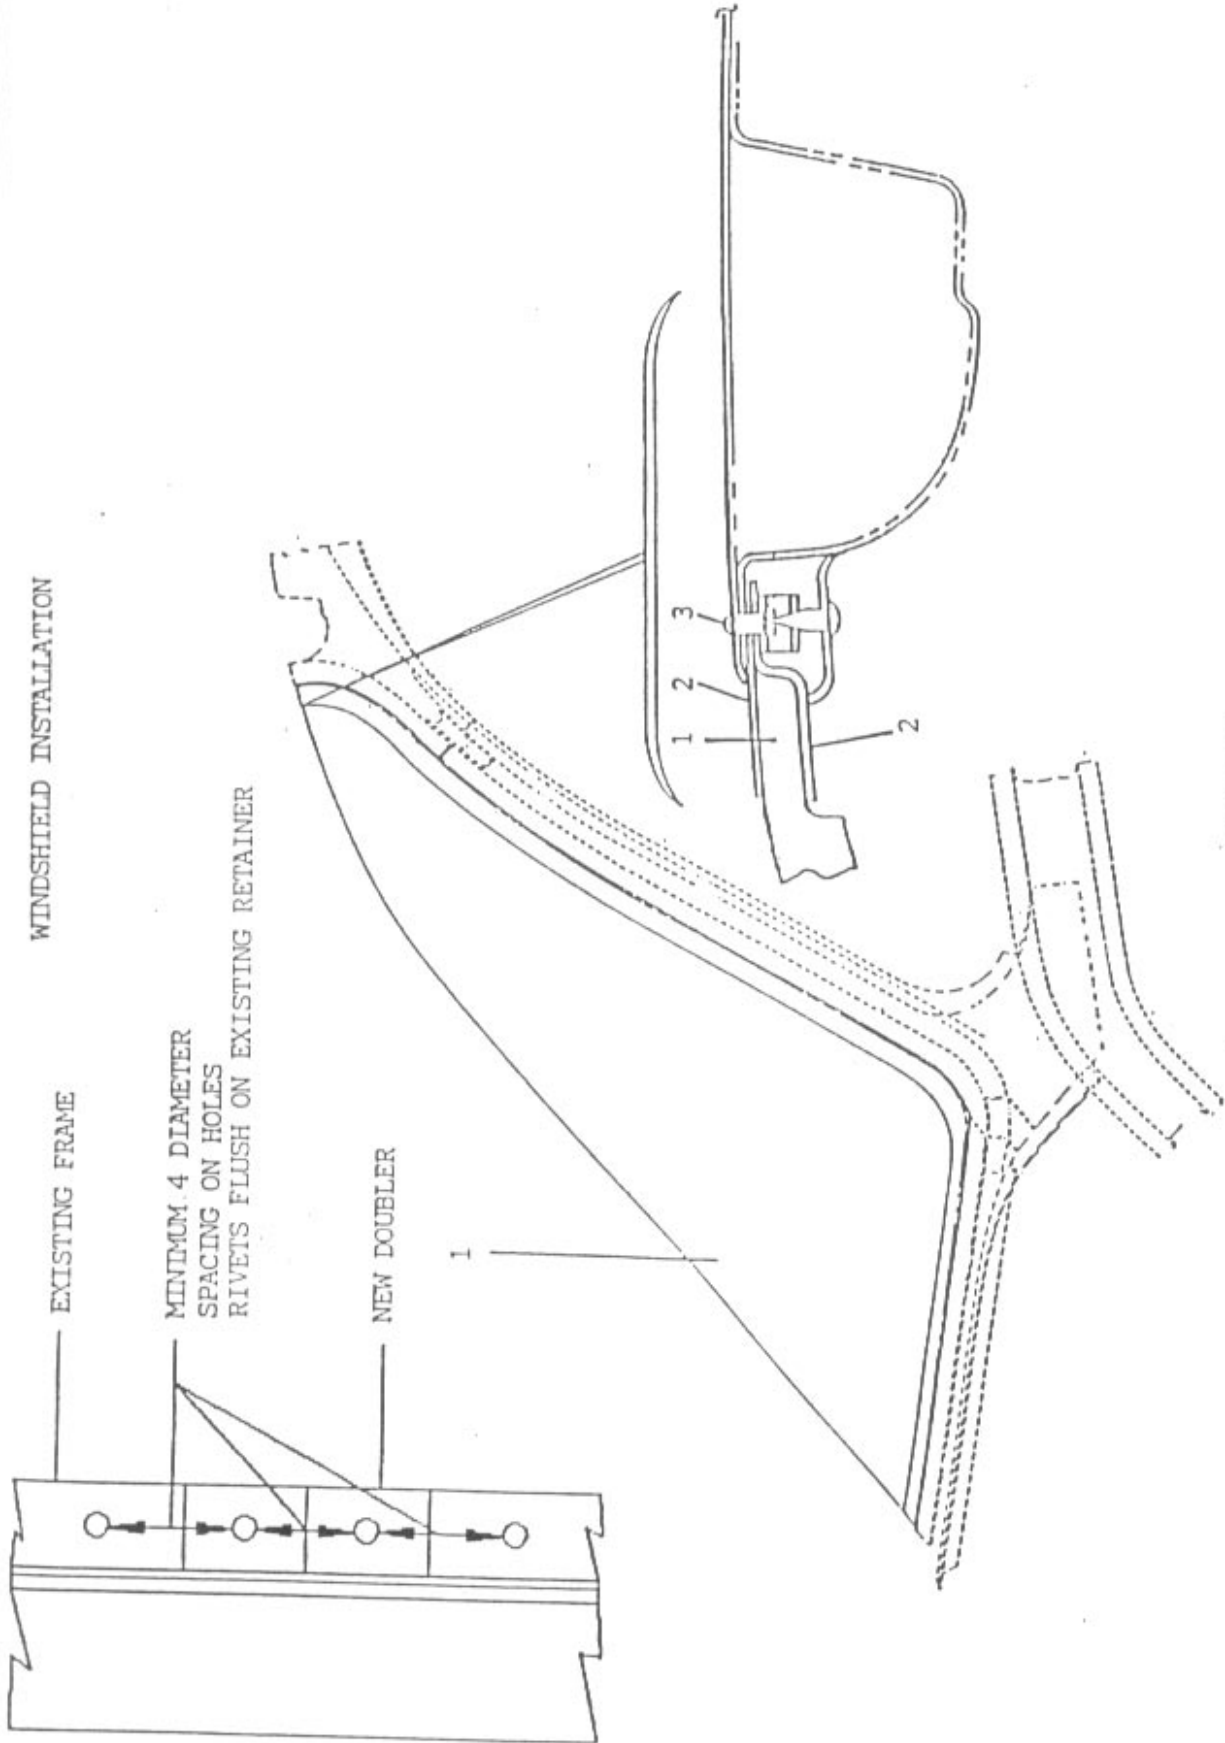 WINDSHIELD INSTALLATION
EXISTING FRAME
MINIMUM 4 DIAMETER
SPACING ON HOLES
RIVETS FLUSH ON EXISTING RETAINER
NEW DOUBLER
1
1
2
3
2